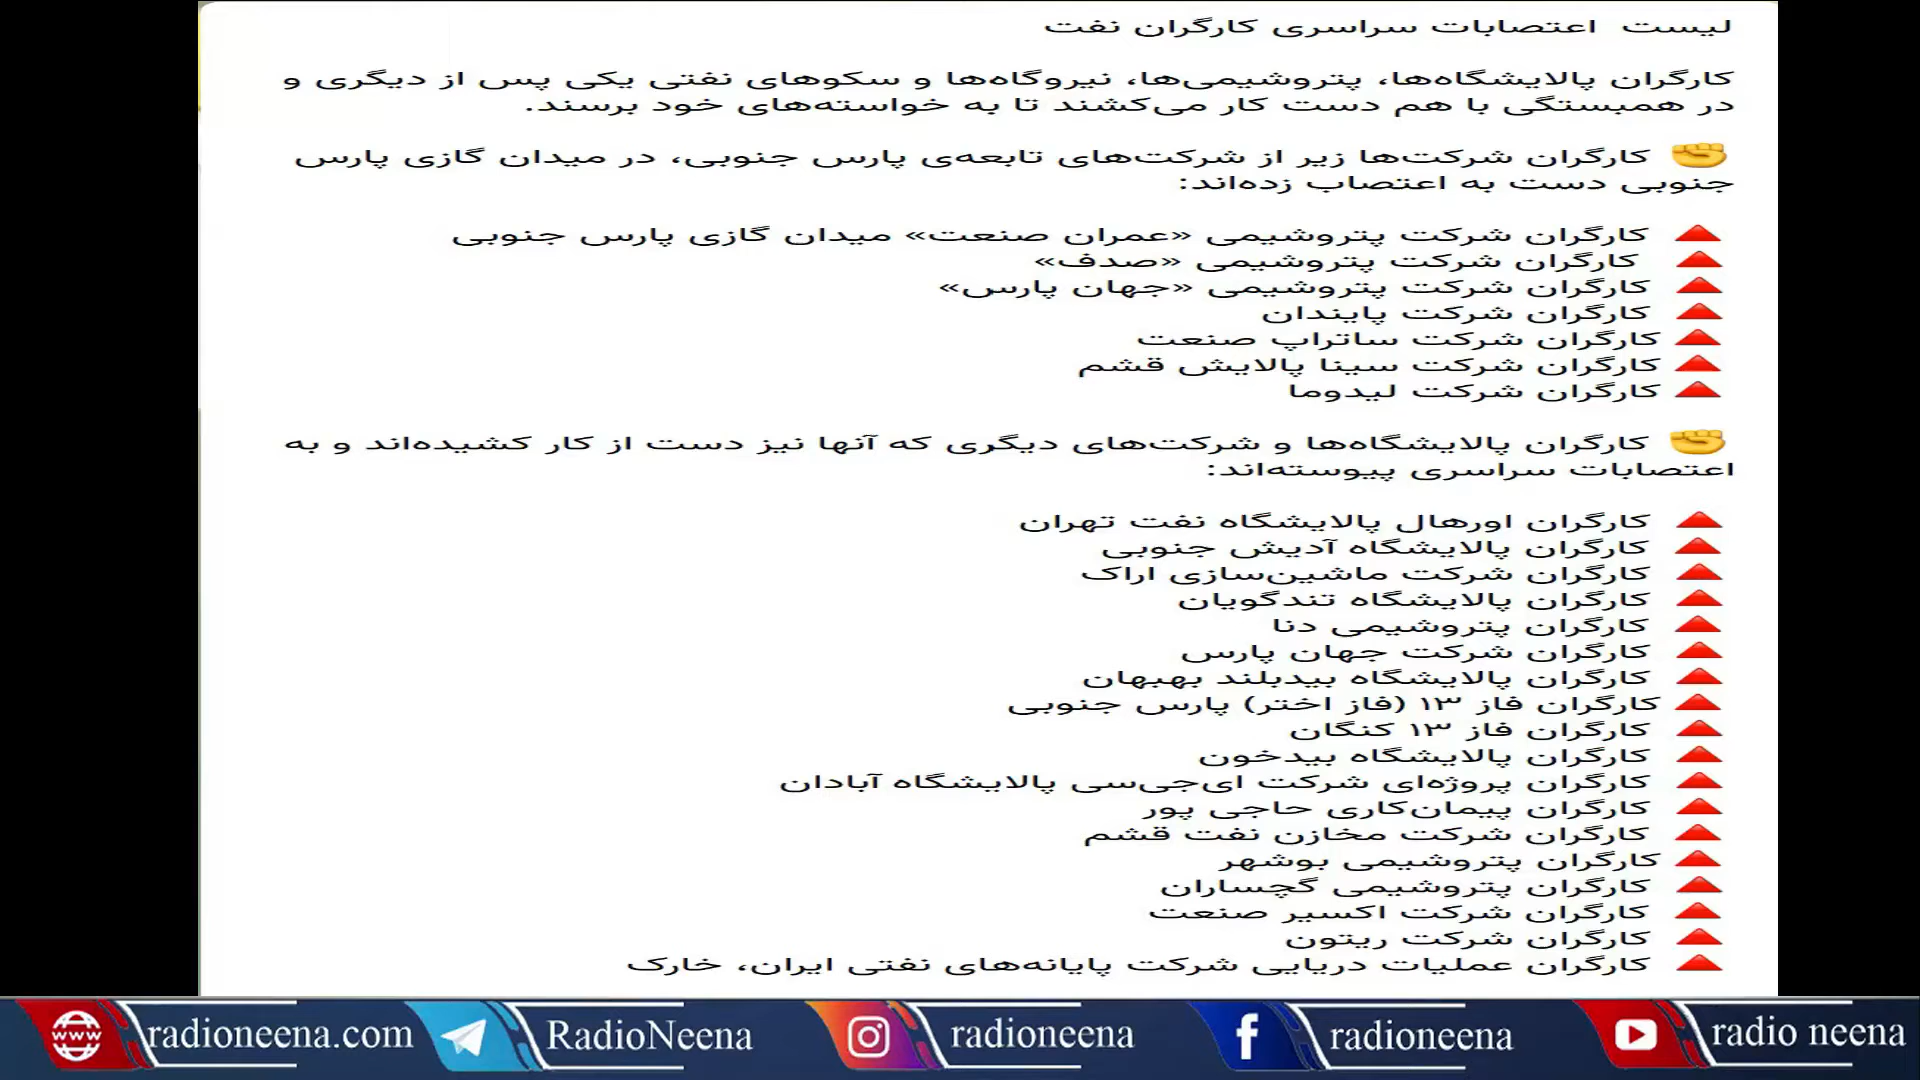 لیست اعتصابات سراسری کارگران نفت
کارگران پالایشگاه‌ها، پتروشیمی‌ها، نیروگاه‌ها و سکوهای نفتی یکی پس از دیگری و
در همبستگی با هم دست کار می‌کشند تا به خواسته‌های خود برسند.
✊ کارگران شرکت‌ها زیر از شرکت‌های تابعه‌ی پارس جنوبی، در میدان گازی پارس
جنوبی دست به اعتصاب زده‌اند:
🔺 کارگران شرکت پتروشیمی «عمران صنعت» میدان گازی پارس جنوبی
🔺 کارگران شرکت پتروشیمی «صدف»
🔺 کارگران شرکت پتروشیمی «جهان پارس»
🔺 کارگران شرکت پایندان
🔺 کارگران شرکت ساتراپ صنعت
🔺 کارگران شرکت سینا پالایش قشم
🔺 کارگران شرکت لیدوما
✊ کارگران پالایشگاه‌ها و شرکت‌های دیگری که آنها نیز دست از کار کشیده‌اند و به
اعتصابات سراسری پیوسته‌اند:
🔺 کارگران اورهال پالایشگاه نفت تهران
🔺 کارگران پالایشگاه آدیش جنوبی
🔺 کارگران شرکت ماشین‌سازی اراک
🔺 کارگران پالایشگاه تندگویان
🔺 کارگران پتروشیمی دنا
🔺 کارگران شرکت جهان پارس
🔺 کارگران پالایشگاه بیدبلند بهبهان
🔺 کارگران فاز ۱۳ (فاز اختر) پارس جنوبی
🔺 کارگران فاز ۱۳ کنگان
🔺 کارگران پالایشگاه بیدخون
🔺 کارگران پروژه‌ای شرکت ای‌جی‌سی پالایشگاه آبادان
🔺 کارگران پیمان‌کاری حاجی پور
🔺 کارگران شرکت مخازن نفت قشم
🔺 کارگران پتروشیمی بوشهر
🔺 کارگران پتروشیمی گچساران
🔺 کارگران شرکت اکسیر صنعت
🔺 کارگران شرکت ریتون
🔺 کارگران عملیات دریایی شرکت پایانه‌های نفتی ایران، خارک
www radioneena.com RadioNeena radioneena radioneena radio neena